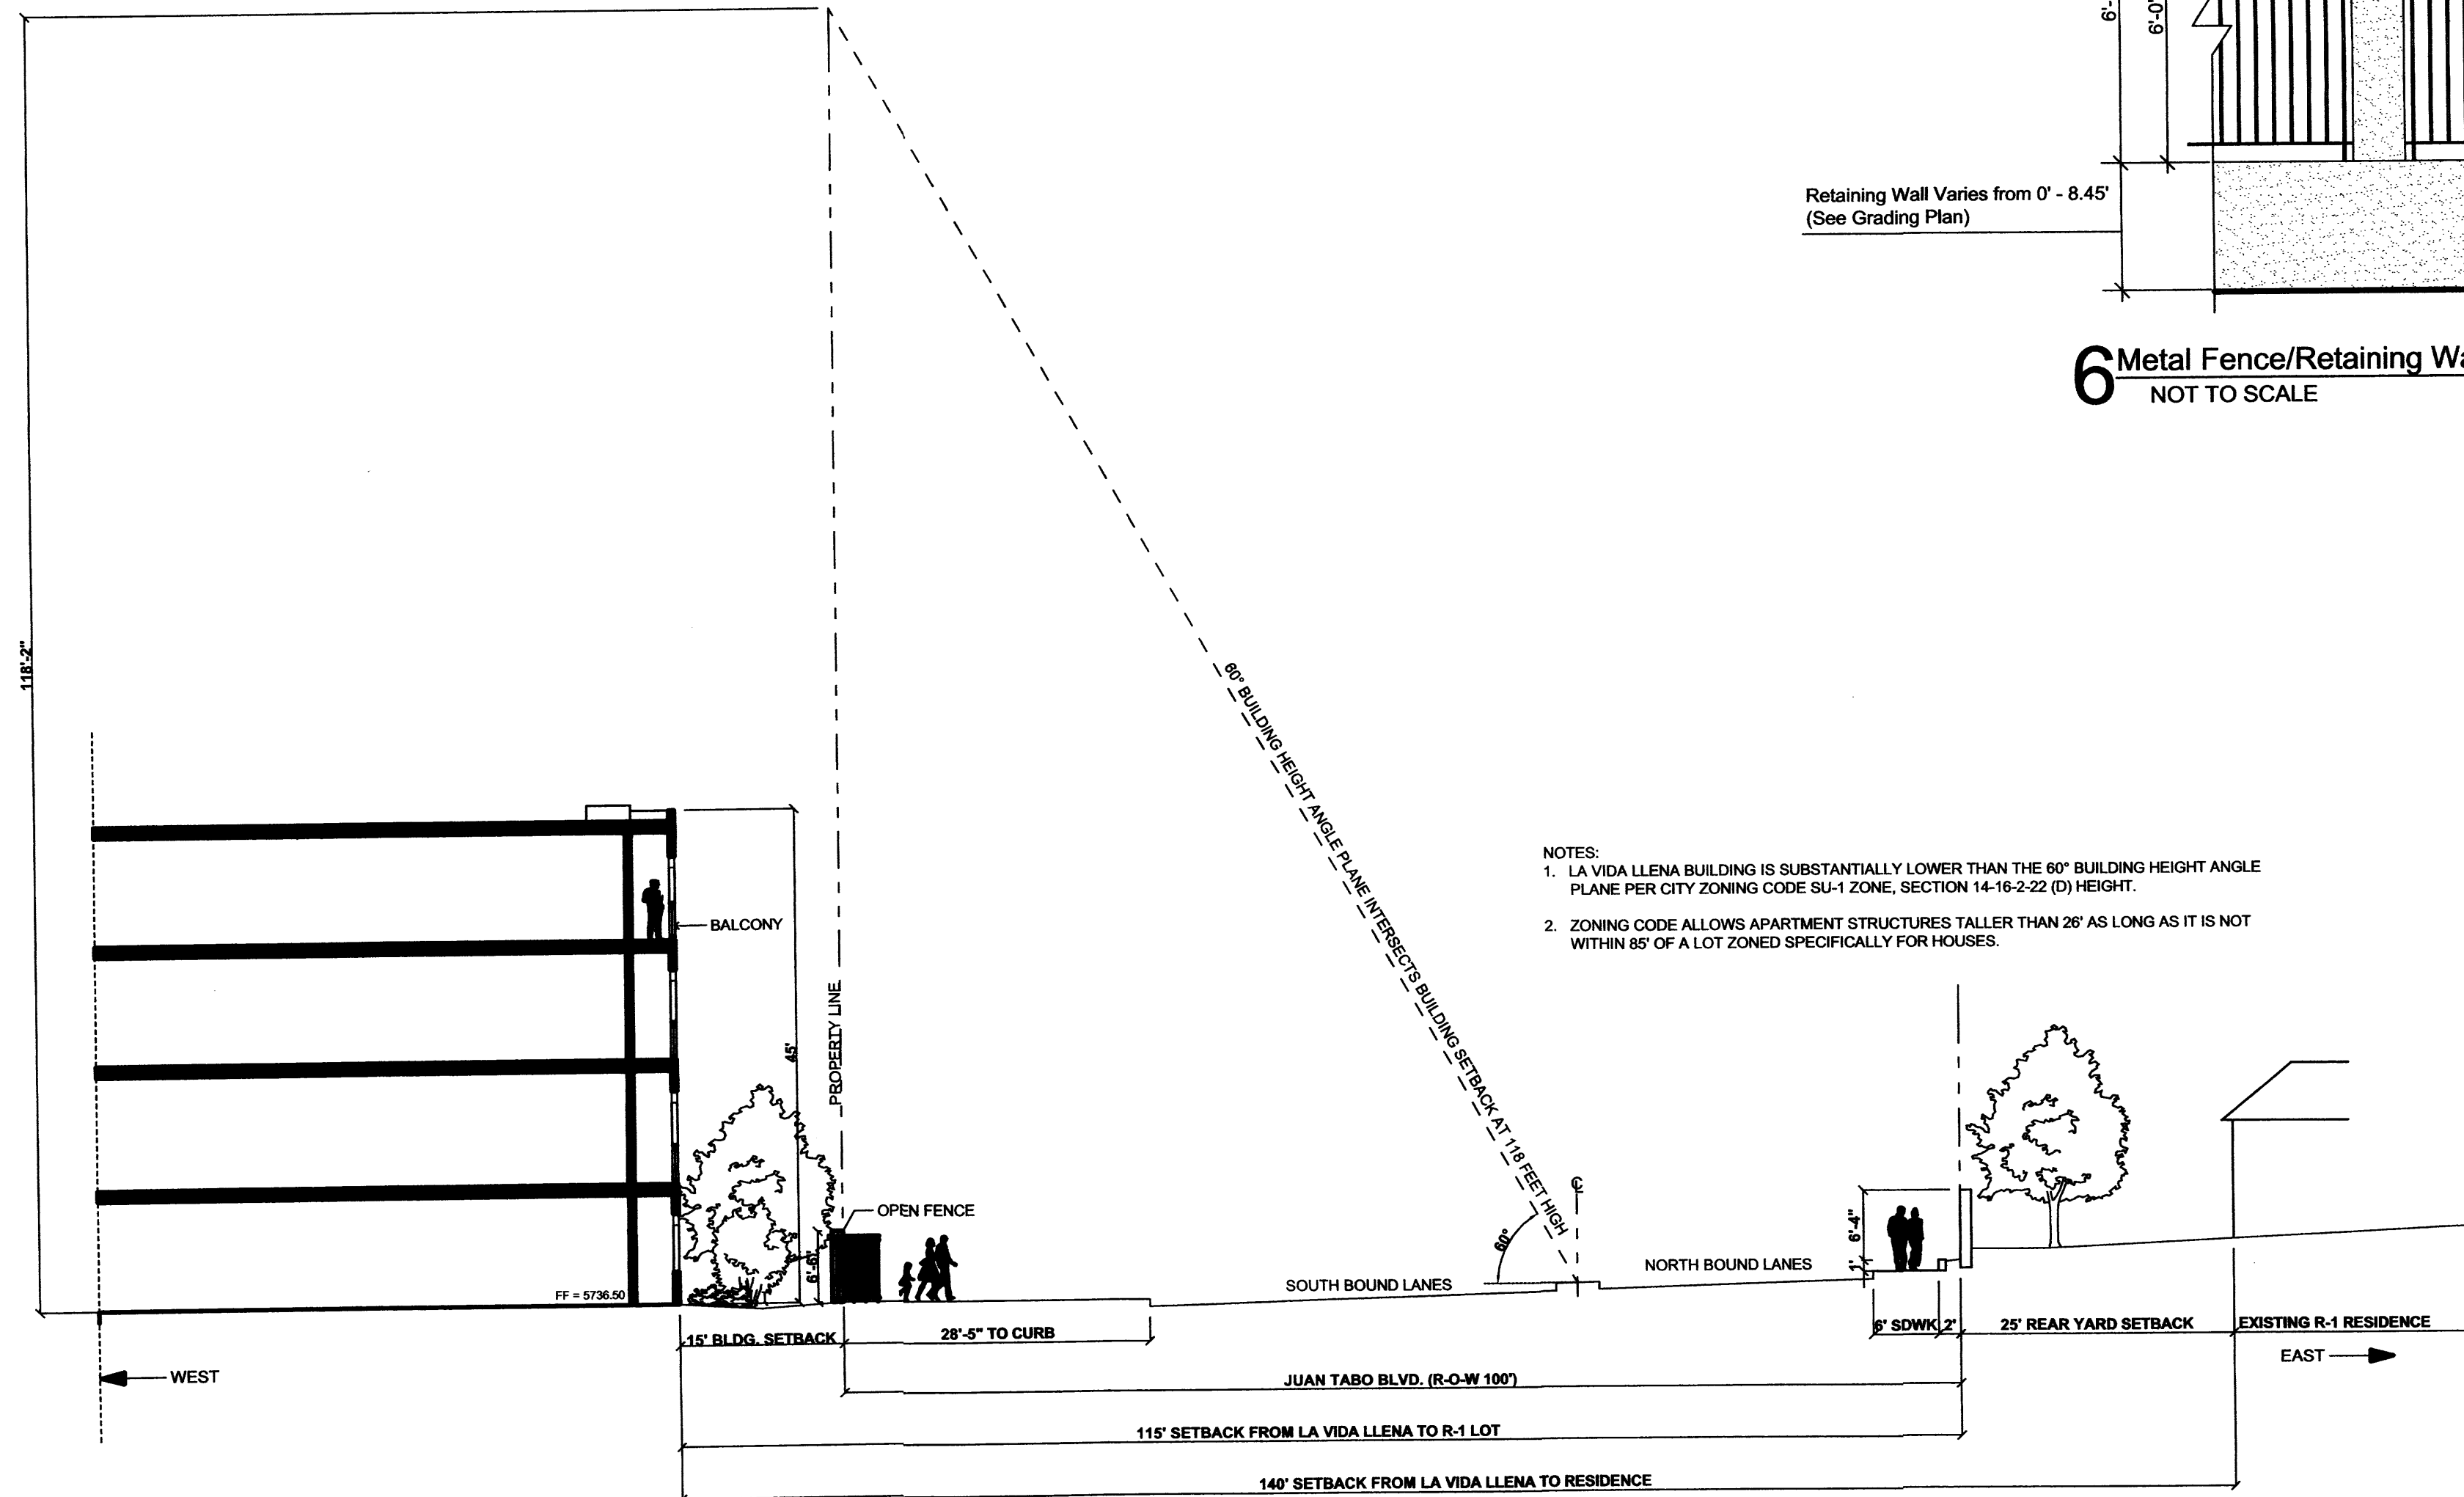 6'-
6'-0"
Retaining Wall Varies from 0' - 8.45'
(See Grading Plan)
6 Metal Fence/Retaining Wa
NOT TO SCALE
118'-2"
60° BUILDING HEIGHT ANGLE PLANE INTERSECTS BUILDING SETBACK AT 118 FEET HIGH
NOTES:
1. LA VIDA LLENA BUILDING IS SUBSTANTIALLY LOWER THAN THE 60° BUILDING HEIGHT ANGLE
PLANE PER CITY ZONING CODE SU-1 ZONE, SECTION 14-16-2-22 (D) HEIGHT.
2. ZONING CODE ALLOWS APARTMENT STRUCTURES TALLER THAN 26' AS LONG AS IT IS NOT
WITHIN 85' OF A LOT ZONED SPECIFICALLY FOR HOUSES.
BALCONY
45'
PROPERTY LINE
OPEN FENCE
6'-6"
FF = 5736.50
60°
℄
SOUTH BOUND LANES
NORTH BOUND LANES
6'-4"
1'
15' BLDG. SETBACK
28'-5" TO CURB
6' SDWK
2'
25' REAR YARD SETBACK
EXISTING R-1 RESIDENCE
WEST
EAST
JUAN TABO BLVD. (R-O-W 100')
115' SETBACK FROM LA VIDA LLENA TO R-1 LOT
140' SETBACK FROM LA VIDA LLENA TO RESIDENCE